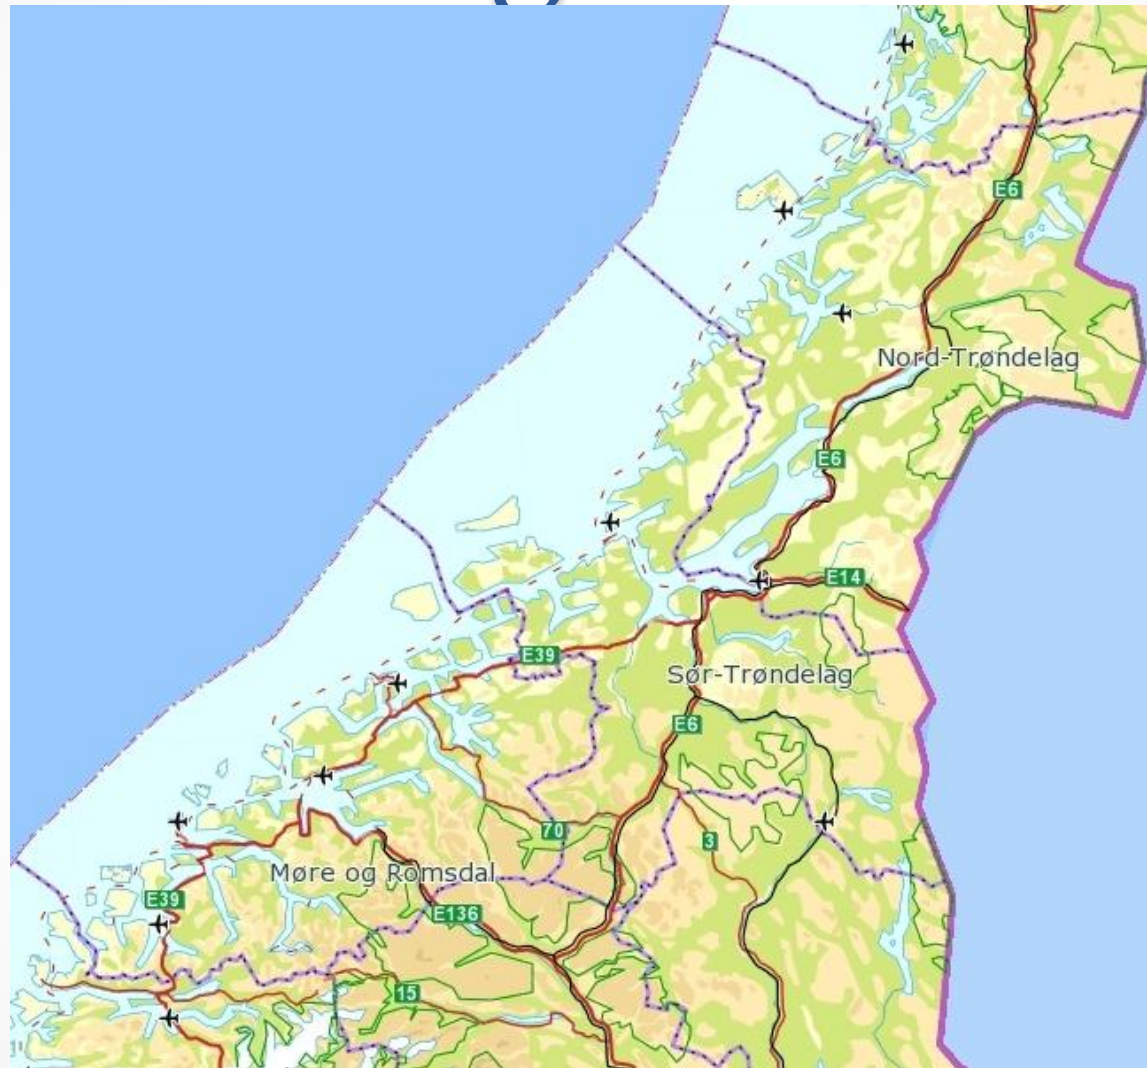 E6
Nord-Trøndelag
E6
E14
E39
Sør-Trøndelag
E6
70
3
Møre og Romsdal
E39
E136
15